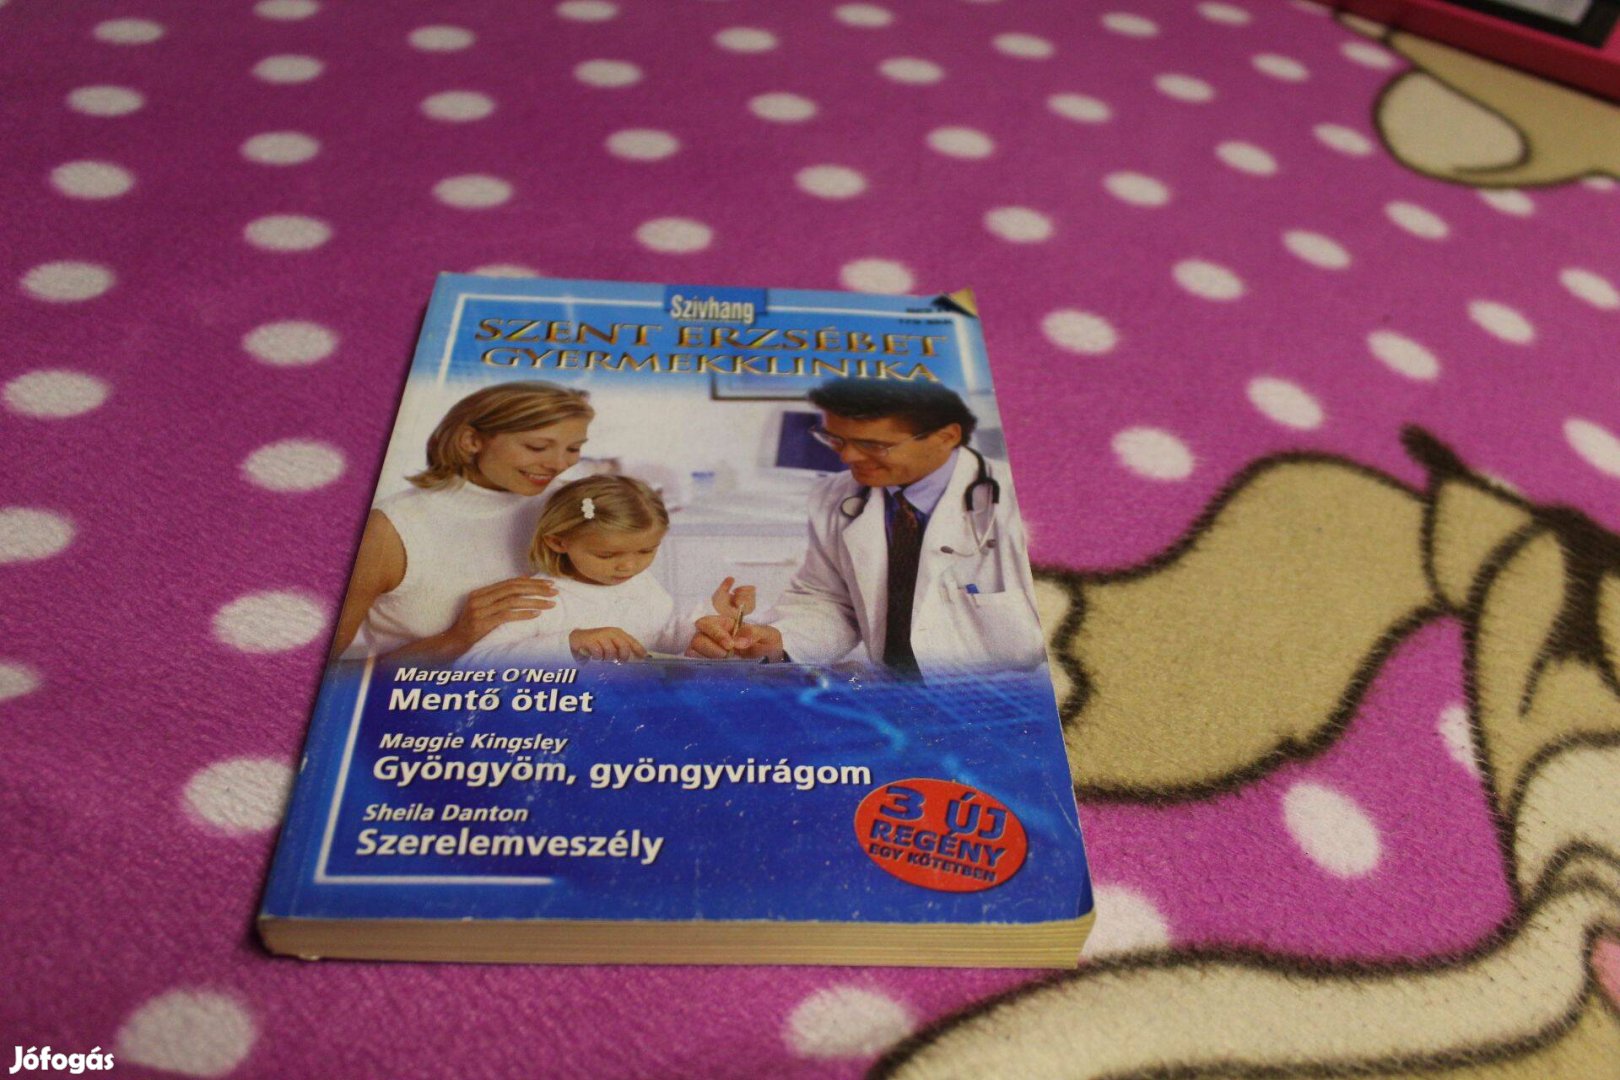 Szívhang
SZENT ERZSÉBET
GYERMEKKLINIKA
Margaret O'Neill
Mentő ötlet
Maggie Kingsley
Gyöngyöm, gyöngyvirágom
Sheila Danton
Szerelemveszély
3 ÚJ
REGÉNY
EGY KÖTETBEN
Jófogás